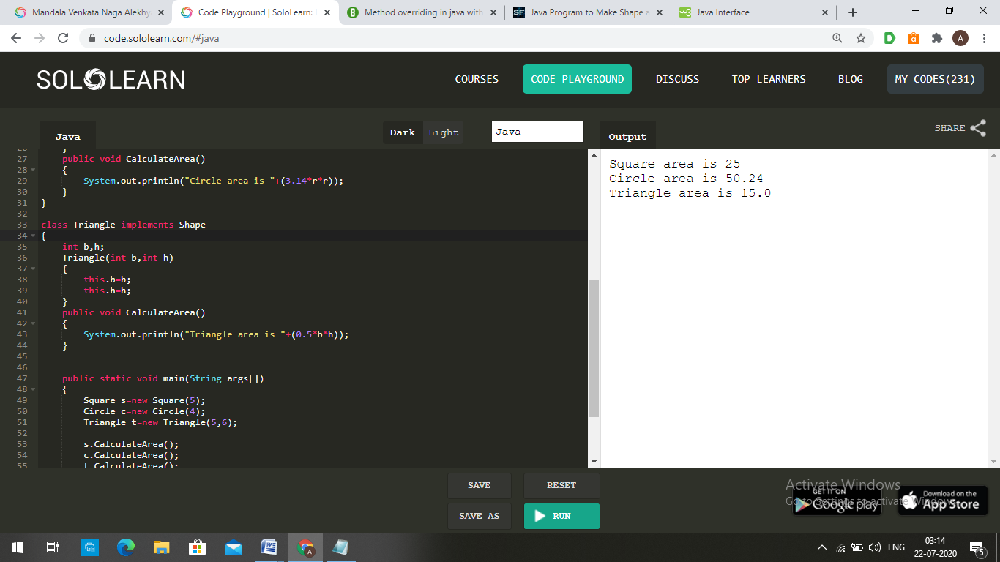 Mandala Venkata Naga Alekhy
Code Playground | SoloLearn: L
Method overriding in java with
Java Program to Make Shape a
Java Interface
code.sololearn.com/#java
A
SOLOLEARN
COURSES
CODE PLAYGROUND
DISCUSS
TOP LEARNERS
BLOG
MY CODES(231)
Java
Dark
Light
Java
Output
SHARE
26 }
27 public void CalculateArea()
28 {
29 System.out.println("Circle area is "+(3.14*r*r));
30 }
31 }
32
33 class Triangle implements Shape
34 {
35 int b,h;
36 Triangle(int b,int h)
37 {
38 this.b=b;
39 this.h=h;
40 }
41 public void CalculateArea()
42 {
43 System.out.println("Triangle area is "+(0.5*b*h));
44 }
45
46
47 public static void main(String args[])
48 {
49 Square s=new Square(5);
50 Circle c=new Circle(4);
51 Triangle t=new Triangle(5,6);
52
53 s.CalculateArea();
54 c.CalculateArea();
55 t.CalculateArea();
Square area is 25
Circle area is 50.24
Triangle area is 15.0
SAVE
RESET
SAVE AS
RUN
Activate Windows
Go to Settings to activate Windows.
GET IT ON
Google play
Download on the
App Store
ENG
03:14
22-07-2020
5